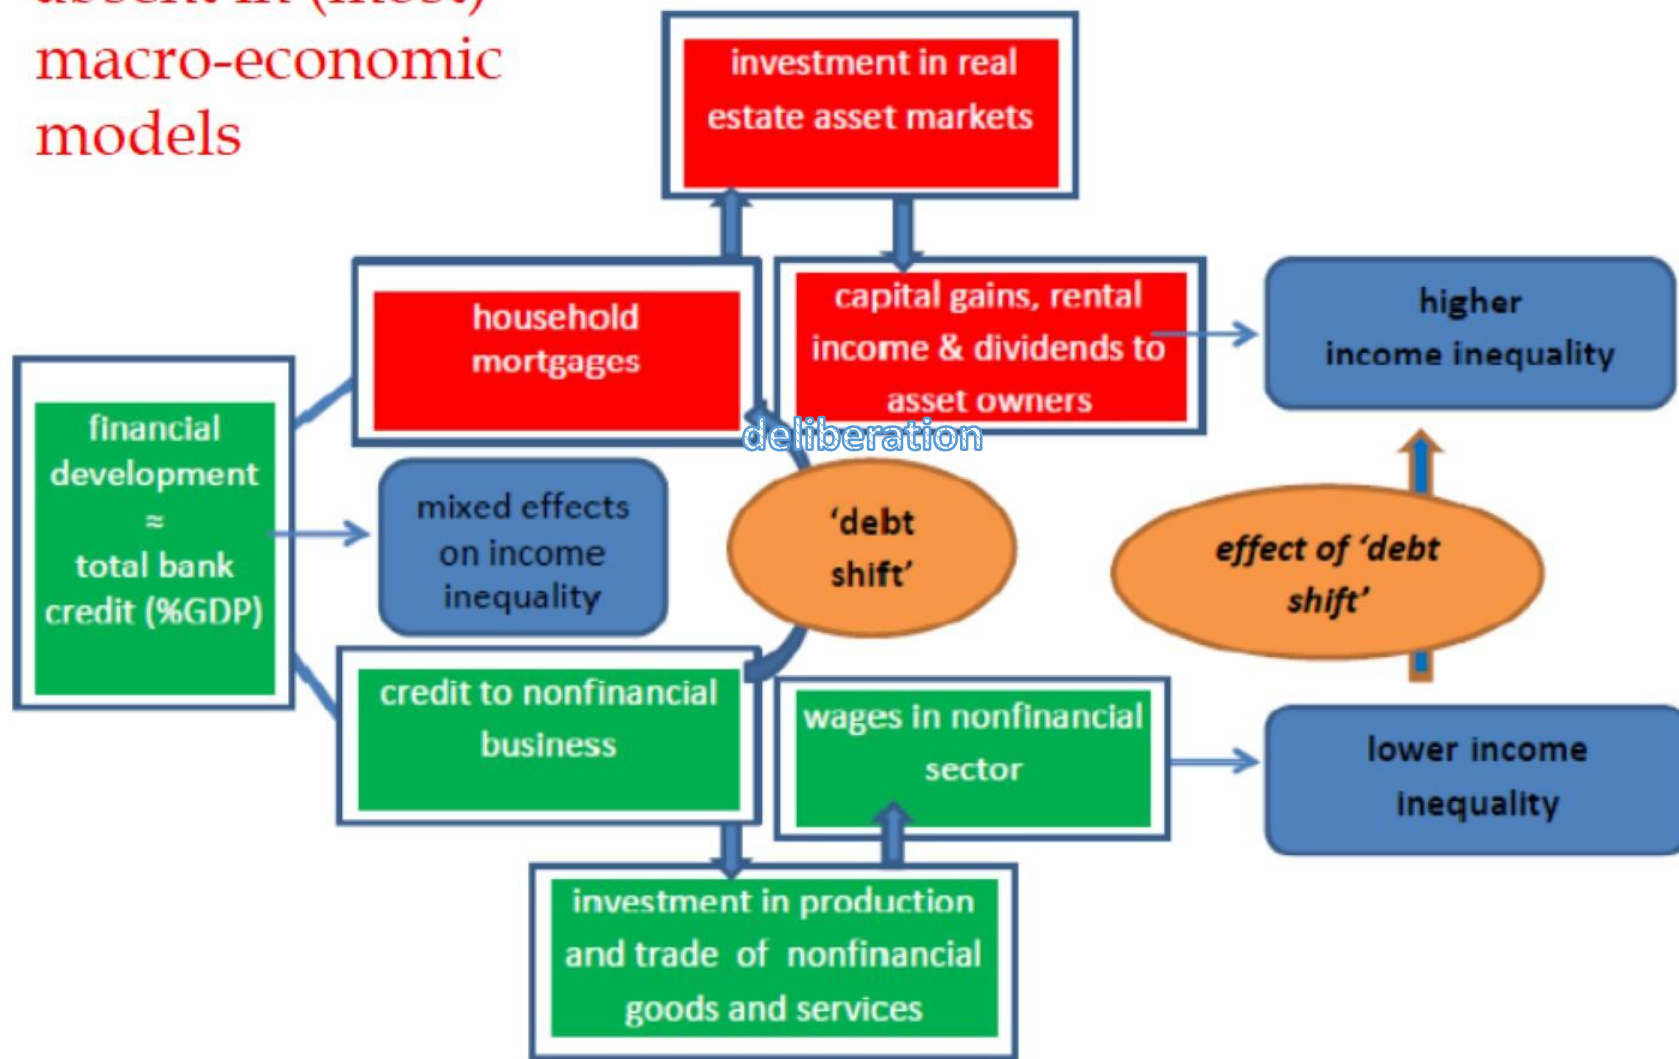 absent in (most)
macro-economic
models
investment in real
estate asset markets
household
mortgages
capital gains, rental
income & dividends to
asset owners
higher
income inequality
deliberation
financial
development
≈
total bank
credit (%GDP)
mixed effects
on income
inequality
‘debt
shift’
effect of ‘debt
shift’
credit to nonfinancial
business
wages in nonfinancial
sector
lower income
inequality
investment in production
and trade of nonfinancial
goods and services